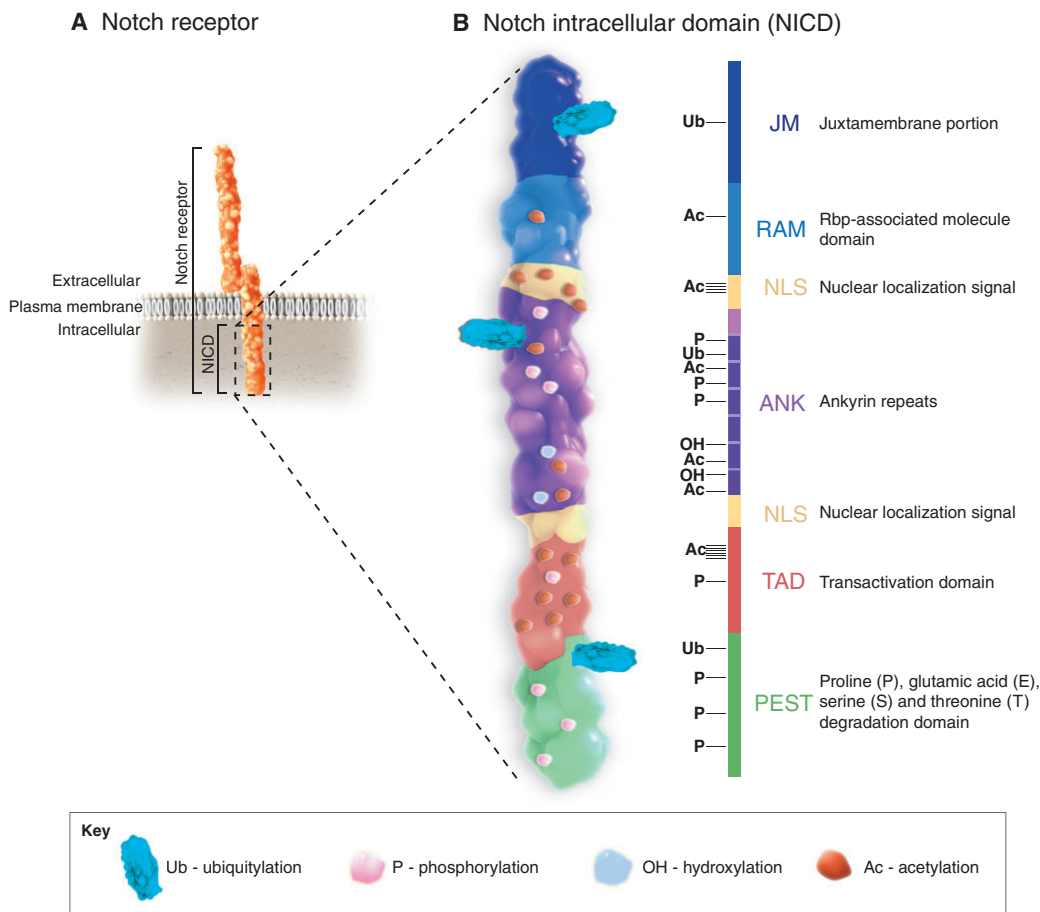 A Notch receptor
Notch receptor
Extracellular
Plasma membrane
Intracellular
NICD
B Notch intracellular domain (NICD)
Ub
JM Juxtamembrane portion
Ac
RAM Rbp-associated molecule
domain
Ac
NLS Nuclear localization signal
P
Ub
Ac
P
P
ANK Ankyrin repeats
OH
Ac
OH
Ac
NLS Nuclear localization signal
Ac
P
TAD Transactivation domain
Ub
P
P
P
PEST
Proline (P), glutamic acid (E),
serine (S) and threonine (T)
degradation domain
Key
Ub - ubiquitylation
P - phosphorylation
OH - hydroxylation
Ac - acetylation